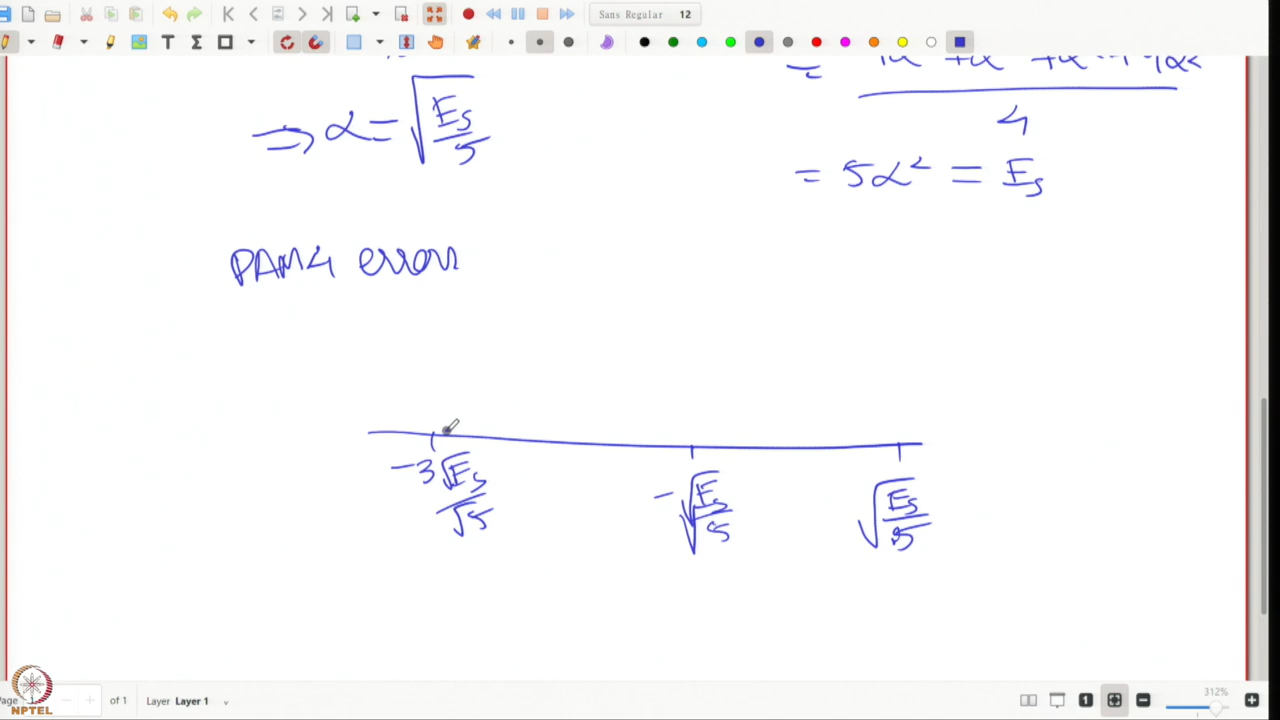 Sans Regular 12
⇒ α = √(Es/5)
4
= 5α² = Es
PAM4 error
-3√Es/√5 -√(Es/5) √(Es/5)
Page of 1 Layer Layer 1 312%
NPTEL